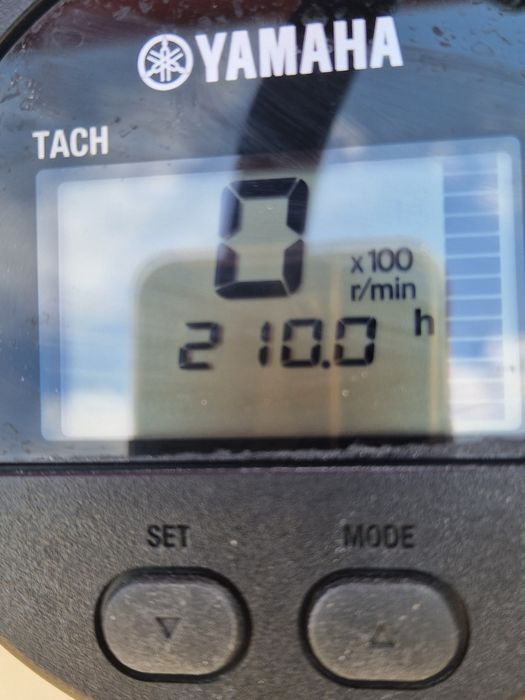 YAMAHA
TACH
0
x100
r/min
210.0 h
SET MODE